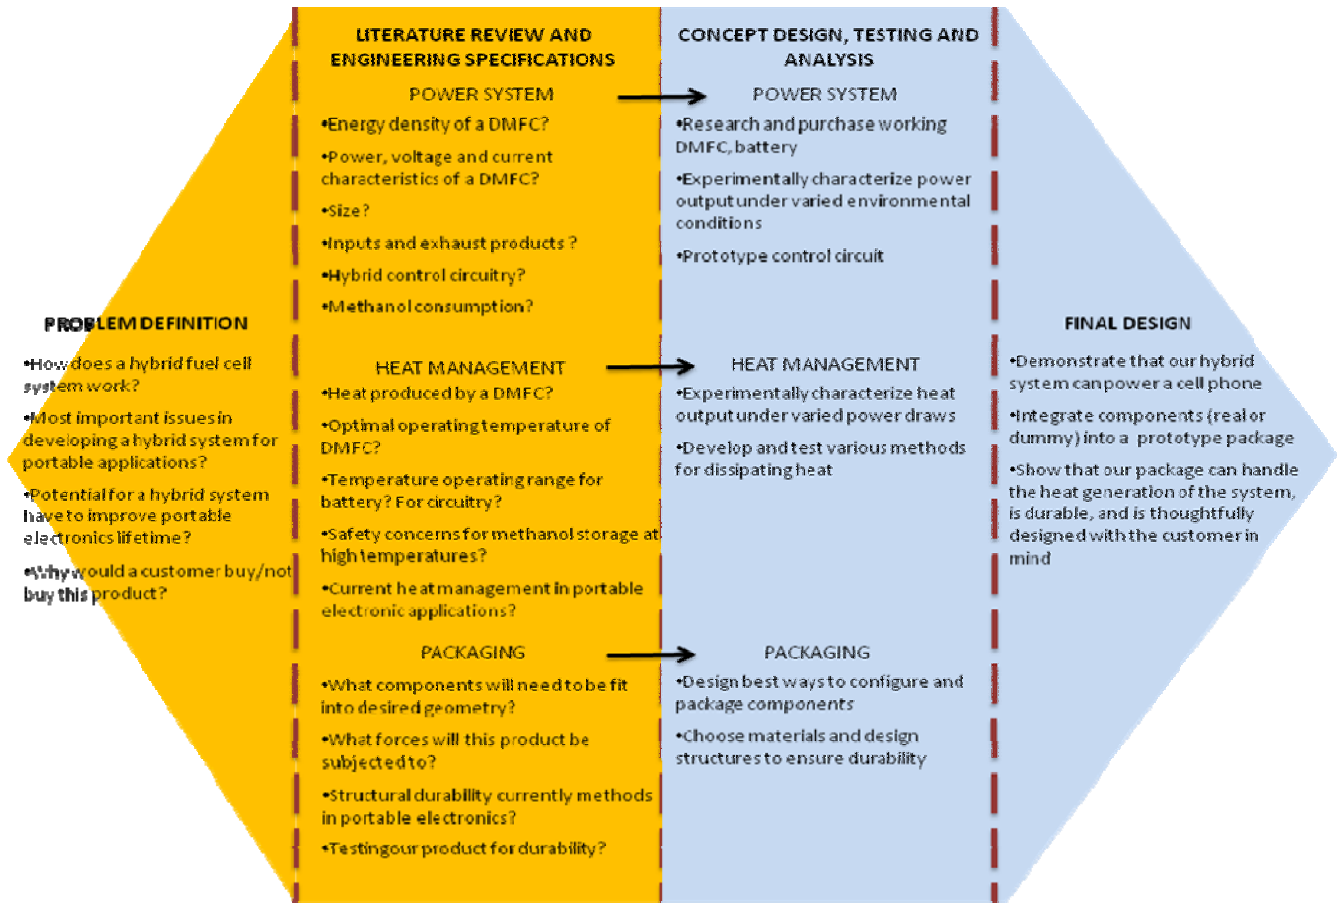 PROBLEM DEFINITION
•How does a hybrid fuel cell
system work?
•Most important issues in
developing a hybrid system for
portable applications?
•Potential for a hybrid system
have to improve portable
electronics lifetime?
•Why would a customer buy/not
buy this product?
LITERATURE REVIEW AND
ENGINEERING SPECIFICATIONS
POWER SYSTEM
•Energy density of a DMFC?
•Power, voltage and current
characteristics of a DMFC?
•Size?
•Inputs and exhaust products ?
•Hybrid control circuitry?
•Methanol consumption?
HEAT MANAGEMENT
•Heat produced by a DMFC?
•Optimal operating temperature of
DMFC?
•Temperature operating range for
battery? For circuitry?
•Safety concerns for methanol storage at
high temperatures?
•Current heat management in portable
electronic applications?
PACKAGING
•What components will need to be fit
into desired geometry?
•What forces will this product be
subjected to?
•Structural durability currently methods
in portable electronics?
•Testingour product for durability?
CONCEPT DESIGN, TESTING AND
ANALYSIS
POWER SYSTEM
•Research and purchase working
DMFC, battery
•Experimentally characterize power
output under varied environmental
conditions
•Prototype control circuit
HEAT MANAGEMENT
•Experimentally characterize heat
output under varied power draws
•Develop and test various methods
for dissipating heat
PACKAGING
•Design best ways to configure and
package components
•Choose materials and design
structures to ensure durability
FINAL DESIGN
•Demonstrate that our hybrid
system can power a cell phone
•Integrate components (real or
dummy) into a prototype package
•Show that our package can handle
the heat generation of the system,
is durable, and is thoughtfully
designed with the customer in
mind